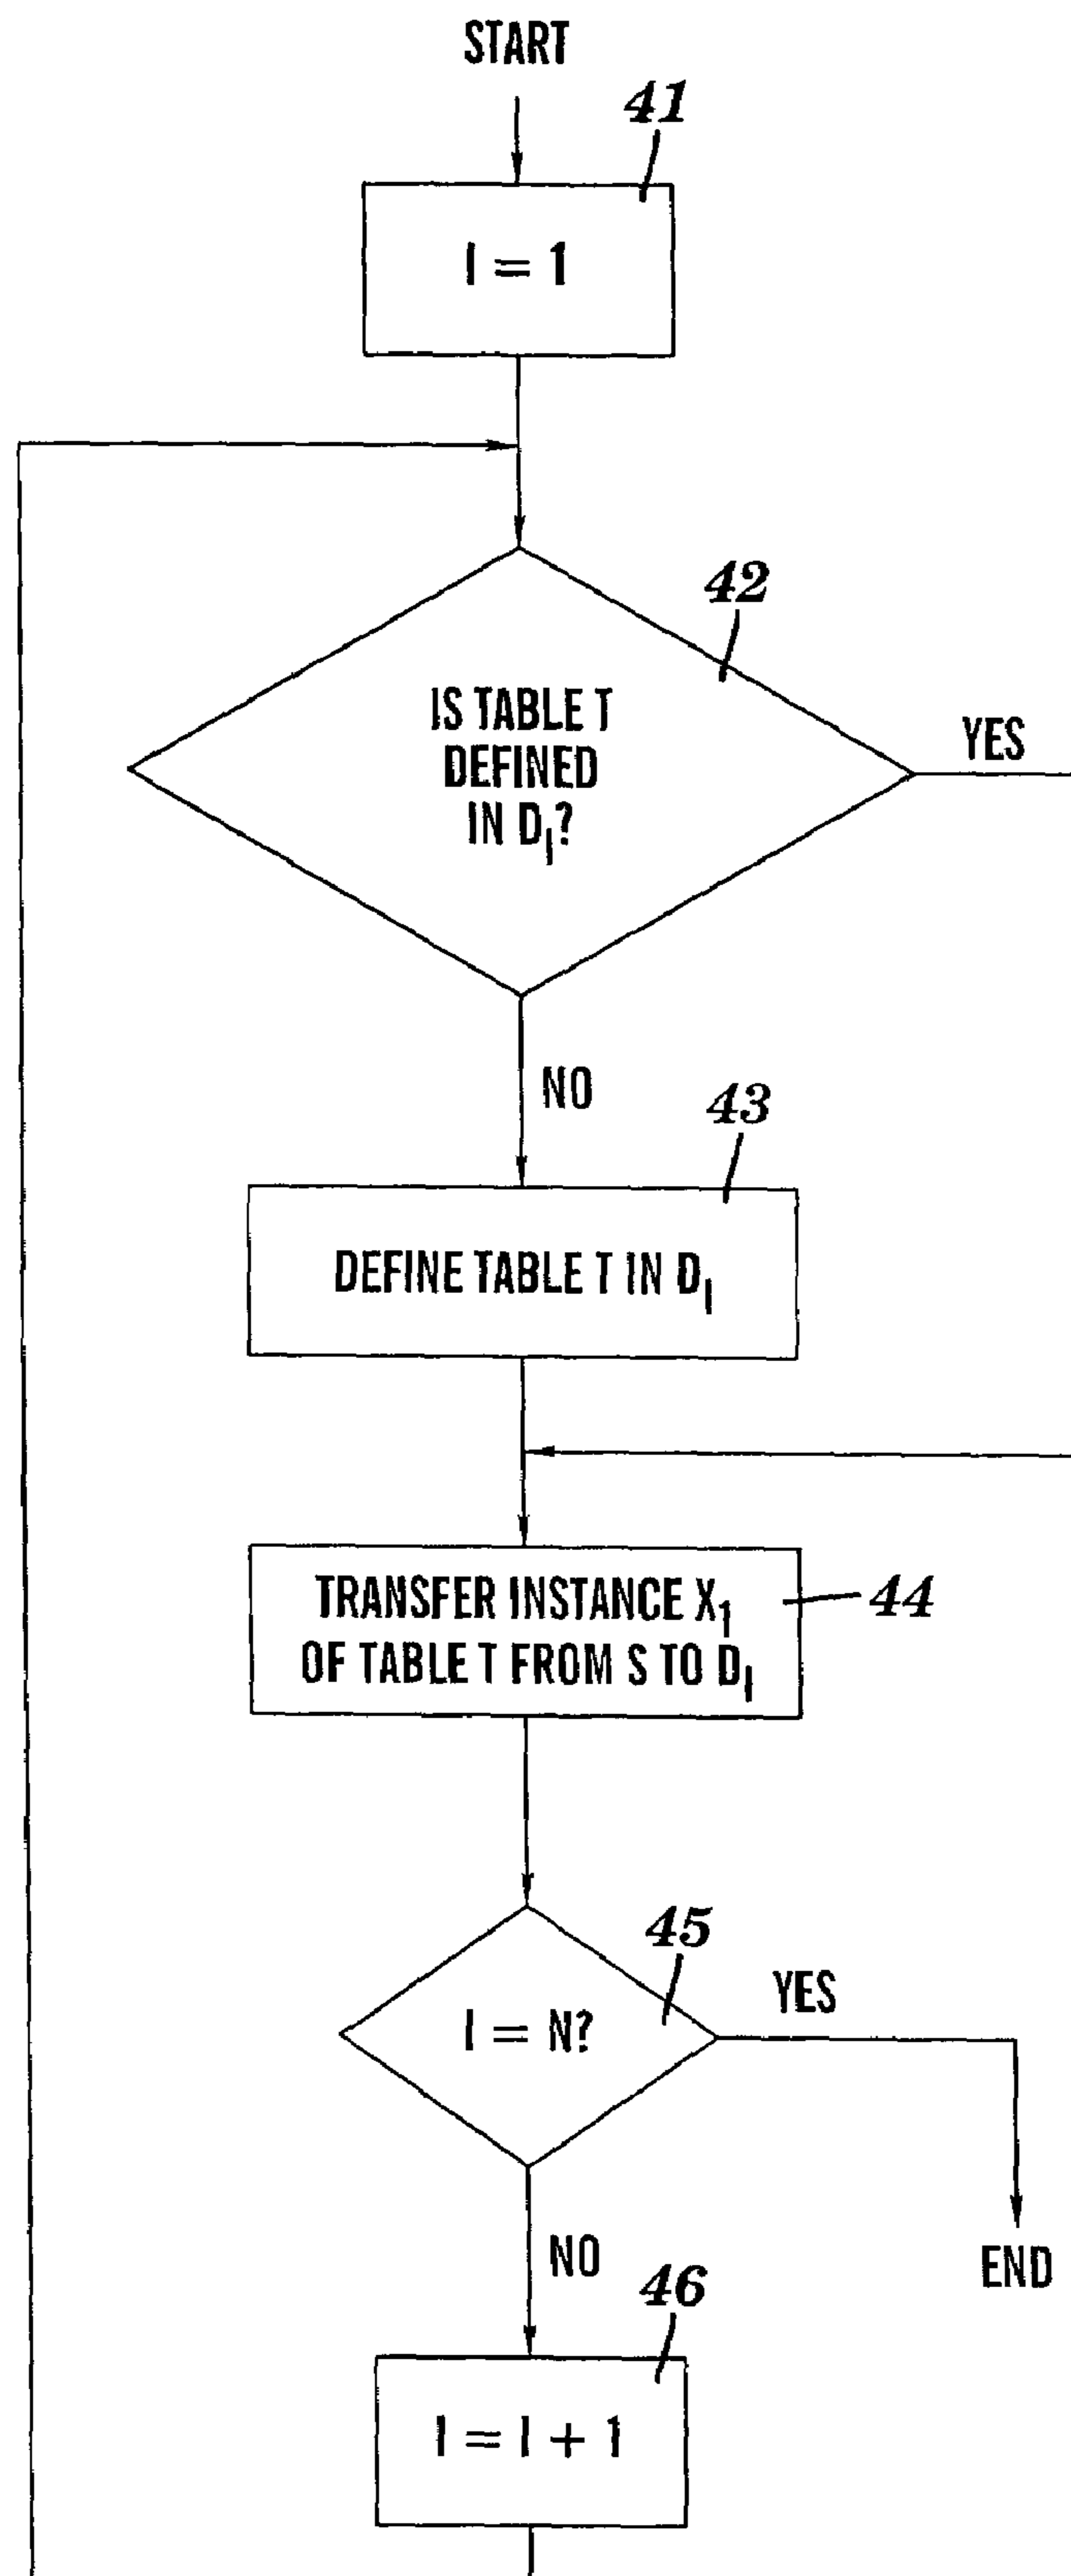 START
41
I = 1
42
IS TABLE T
DEFINED
IN D_I?
YES
NO
43
DEFINE TABLE T IN D_I
TRANSFER INSTANCE X_1
OF TABLE T FROM S TO D_I
44
45
I = N?
YES
NO
END
46
I = I + 1